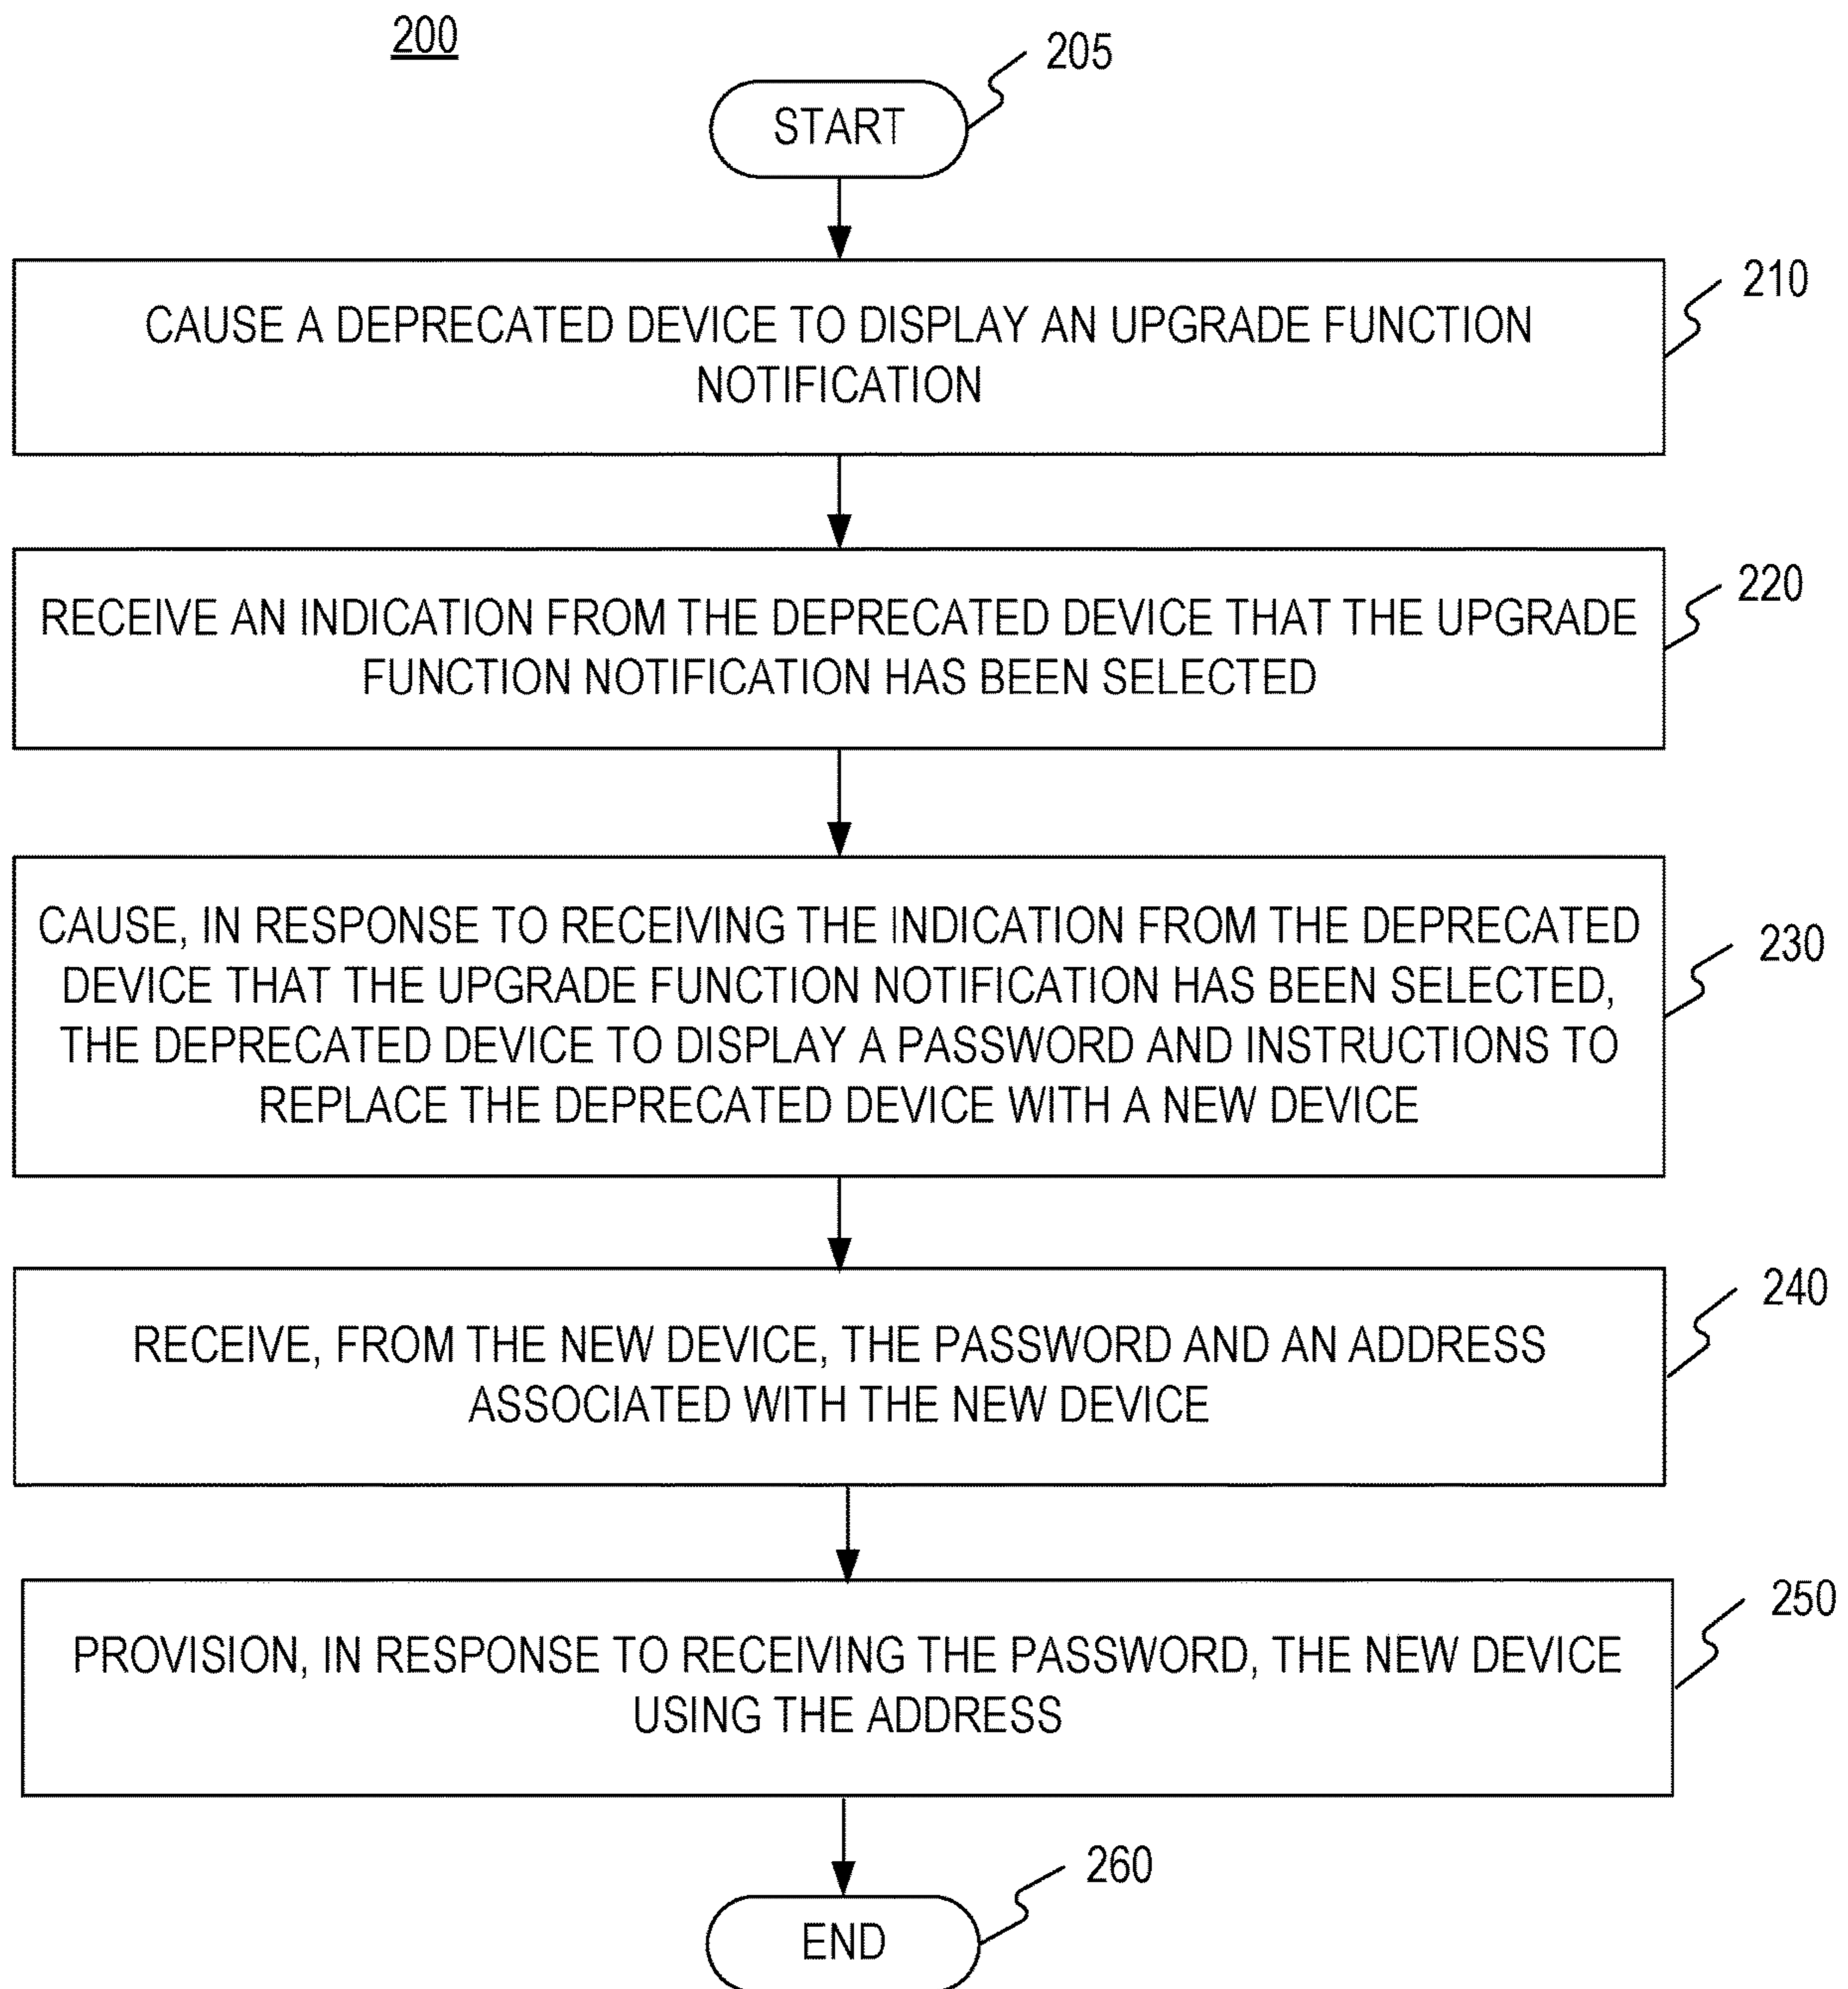 200
205
START
210
CAUSE A DEPRECATED DEVICE TO DISPLAY AN UPGRADE FUNCTION
NOTIFICATION
220
RECEIVE AN INDICATION FROM THE DEPRECATED DEVICE THAT THE UPGRADE
FUNCTION NOTIFICATION HAS BEEN SELECTED
230
CAUSE, IN RESPONSE TO RECEIVING THE INDICATION FROM THE DEPRECATED
DEVICE THAT THE UPGRADE FUNCTION NOTIFICATION HAS BEEN SELECTED,
THE DEPRECATED DEVICE TO DISPLAY A PASSWORD AND INSTRUCTIONS TO
REPLACE THE DEPRECATED DEVICE WITH A NEW DEVICE
240
RECEIVE, FROM THE NEW DEVICE, THE PASSWORD AND AN ADDRESS
ASSOCIATED WITH THE NEW DEVICE
250
PROVISION, IN RESPONSE TO RECEIVING THE PASSWORD, THE NEW DEVICE
USING THE ADDRESS
260
END